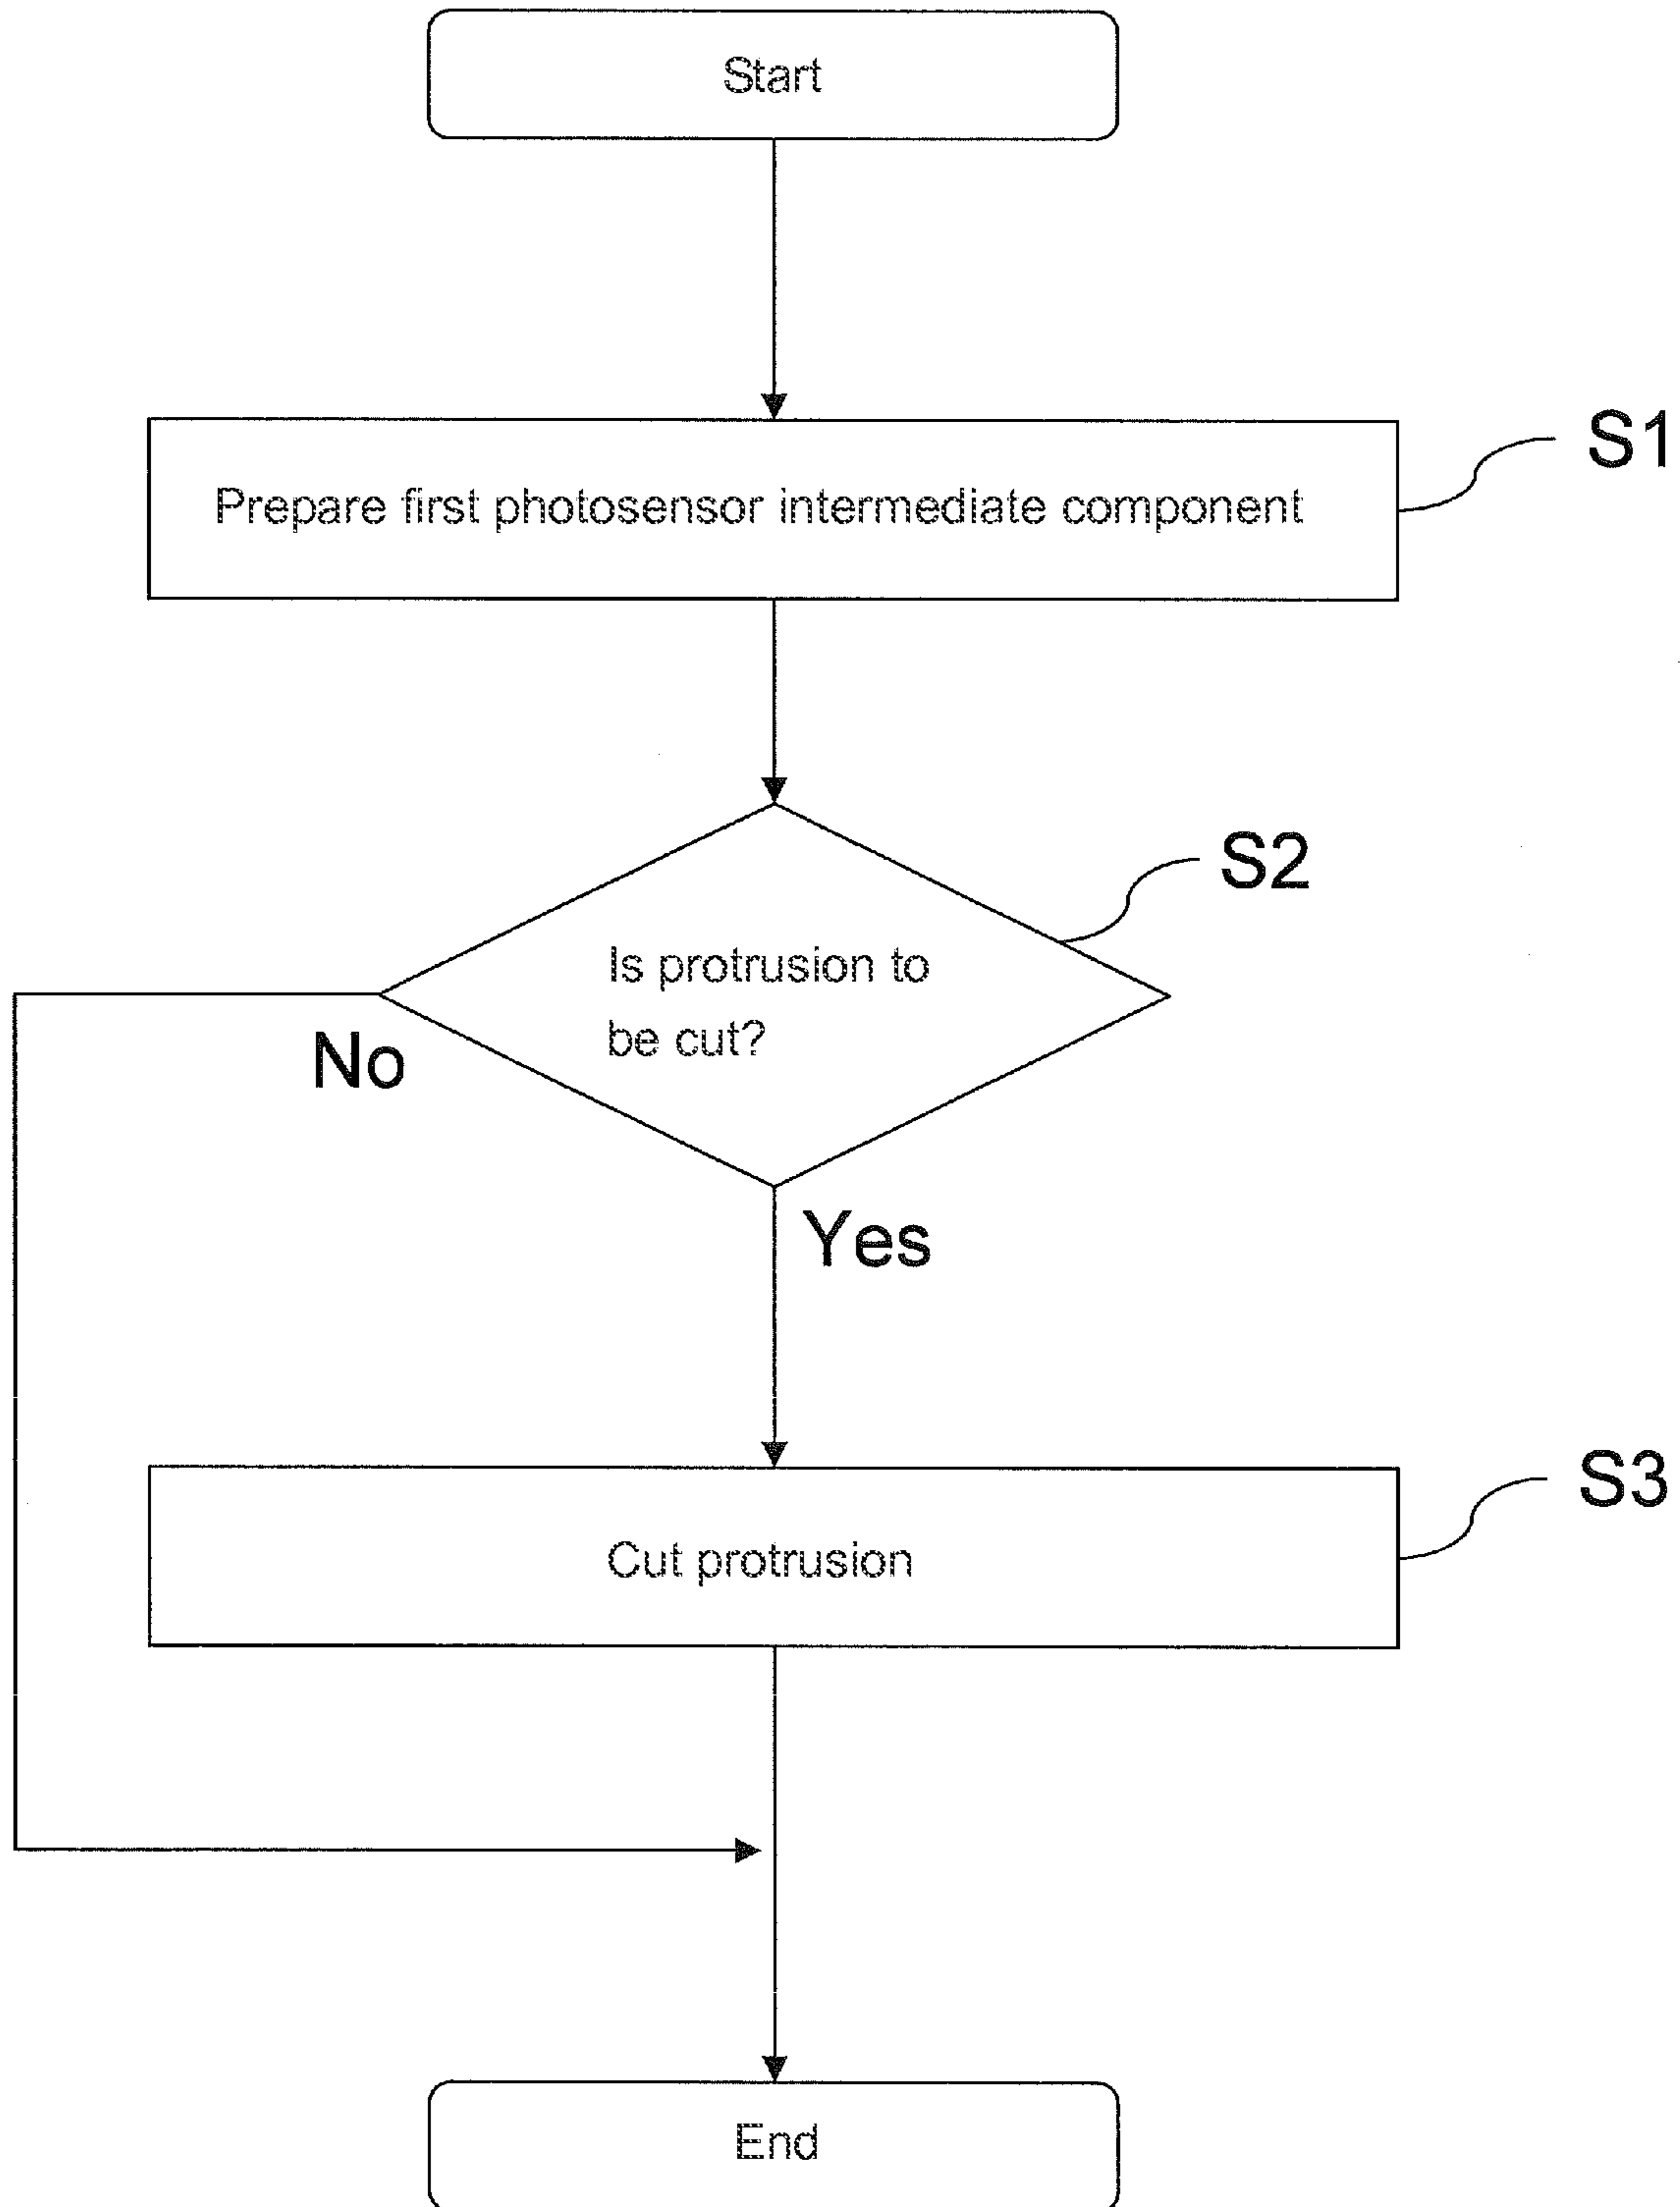 Start
Prepare first photosensor intermediate component
S1
Is protrusion to
be cut?
S2
No
Yes
Cut protrusion
S3
End